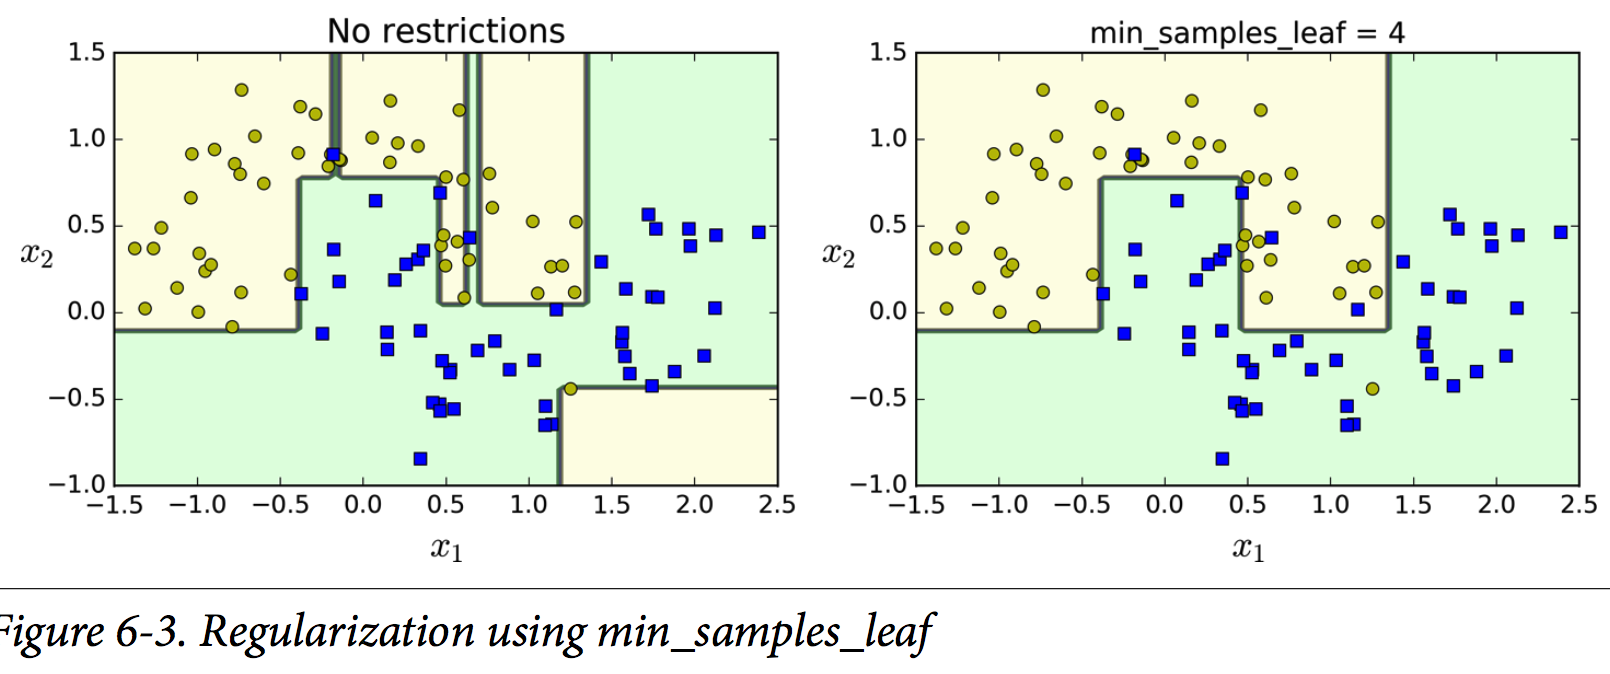 No restrictions
min_samples_leaf = 4
1.5
1.0
0.5
0.0
−0.5
−1.0
x2
−1.5 −1.0 −0.5 0.0 0.5 1.0 1.5 2.0 2.5
x1
1.5
1.0
0.5
0.0
−0.5
−1.0
x2
−1.5 −1.0 −0.5 0.0 0.5 1.0 1.5 2.0 2.5
x1
Figure 6-3. Regularization using min_samples_leaf